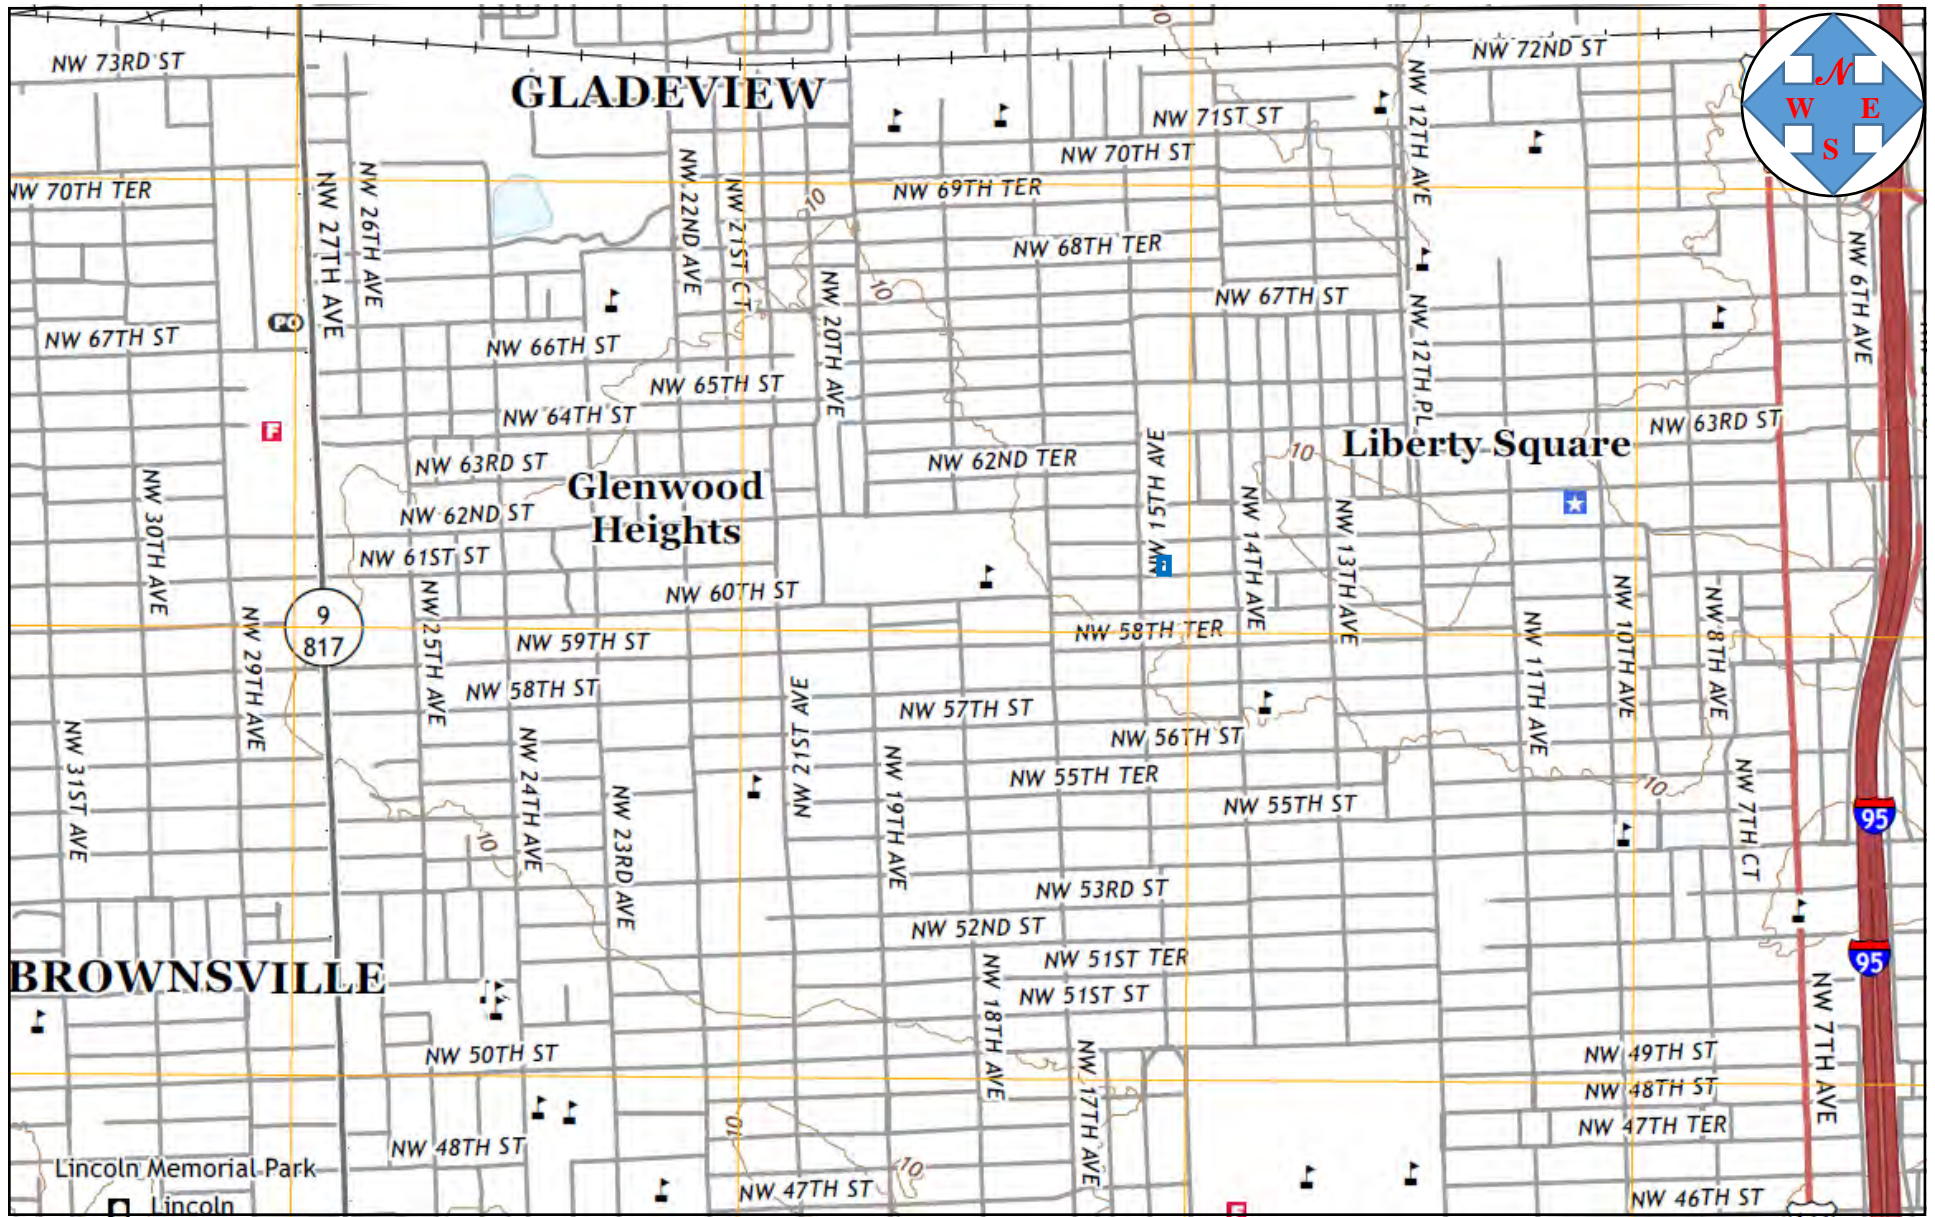 NW 73RD ST
NW 72ND ST
N
W
E
S
GLADEVIEW
NW 71ST ST
NW 12TH AVE
NW 70TH ST
NW 70TH TER
NW 69TH TER
NW 27TH AVE
NW 26TH AVE
NW 22ND AVE
NW 21ST CT
10
NW 68TH TER
NW 6TH AVE
10
NW 67TH ST
NW 20TH AVE
NW 12TH PL
PO
NW 67TH ST
NW 66TH ST
NW 65TH ST
F
NW 64TH ST
NW 63RD ST
Liberty Square
10
NW 63RD ST
NW 62ND TER
NW 15TH AVE
Glenwood
Heights
NW 62ND ST
NW 30TH AVE
NW 14TH AVE
NW 13TH AVE
NW 61ST ST
NW 60TH ST
NW 25TH AVE
NW 10TH AVE
NW 8TH AVE
9
817
NW 29TH AVE
NW 59TH ST
NW 58TH TER
NW 11TH AVE
NW 58TH ST
NW 21ST AVE
NW 57TH ST
NW 56TH ST
NW 31ST AVE
NW 24TH AVE
NW 19TH AVE
NW 55TH TER
10
NW 7TH CT
NW 55TH ST
NW 23RD AVE
10
95
NW 53RD ST
NW 52ND ST
NW 51ST TER
95
BROWNSVILLE
NW 18TH AVE
NW 51ST ST
NW 7TH AVE
NW 50TH ST
NW 49TH ST
NW 17TH AVE
NW 48TH ST
10
NW 47TH TER
NW 48TH ST
Lincoln Memorial Park
10
NW 47TH ST
NW 46TH ST
Lincoln
10